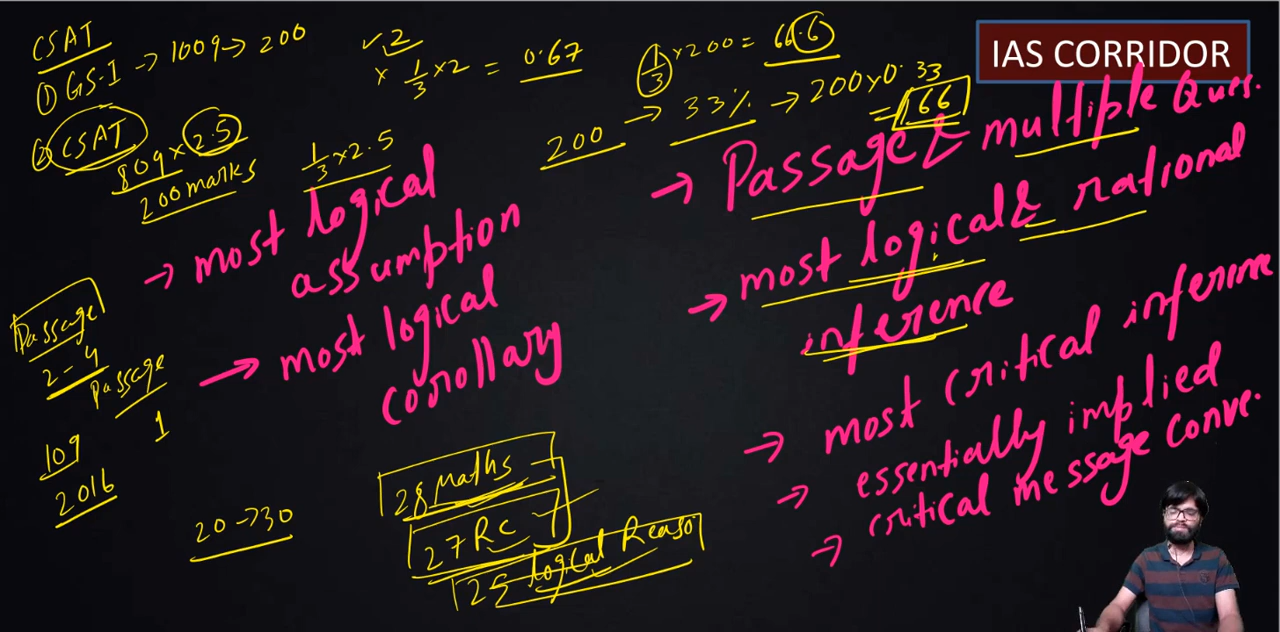 IAS CORRIDOR
CSAT
① GS-I → 100q → 200
② CSAT
80q × 2.5
200 marks
✓ 2
× 1/3 × 2 = 0.67
1/3 × 2.5
1/3 × 200 = 66.6
200 → 33% → 200 × 0.33
= 66
→ most logical
assumption
→ most logical
corollary
→ Passage & multiple Ques.
→ most logical & rational
inference
→ most critical inference
→ essentially implied
→ critical message conve.
Passage
2-4
Passage
1
10q
2016
20 → 30
28 Maths
27 RC
25 logical Reaso